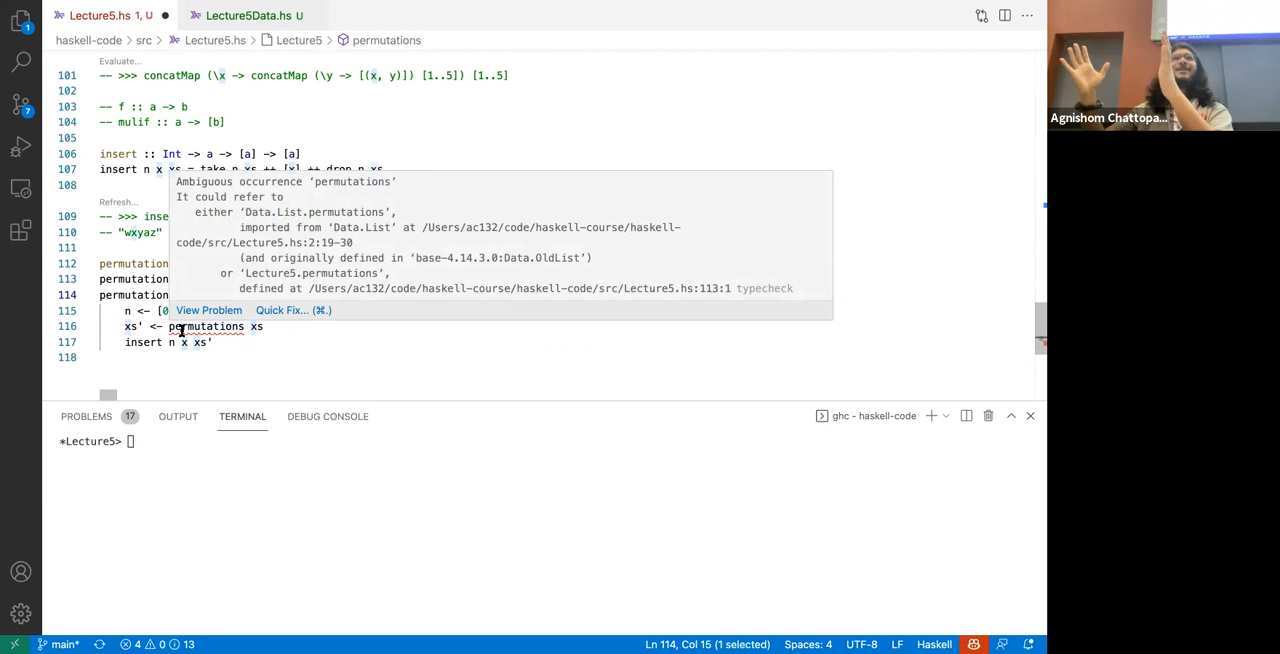 Lecture5.hs 1, U
Lecture5Data.hs U
haskell-code > src > Lecture5.hs > Lecture5 > permutations
Evaluate...
101 -- >>> concatMap (\x -> concatMap (\y -> [(x, y)]) [1..5]) [1..5]
102
103 -- f :: a -> b
104 -- mulif :: a -> [b]
105
106 insert :: Int -> a -> [a] -> [a]
107 insert n x xs = take n xs ++ [x] ++ drop n xs
108
Refresh...
109 -- >>> inse
110 -- "wxyaz"
111
112 permutation
113 permutation
114 permutation
115 n <- [0
116 xs' <- permutations xs
117 insert n x xs'
118
Ambiguous occurrence ‘permutations’
It could refer to
either ‘Data.List.permutations’,
imported from ‘Data.List’ at /Users/ac132/code/haskell-course/haskell-
code/src/Lecture5.hs:2:19-30
(and originally defined in ‘base-4.14.3.0:Data.OldList’)
or ‘Lecture5.permutations’,
defined at /Users/ac132/code/haskell-course/haskell-code/src/Lecture5.hs:113:1 typecheck
View Problem Quick Fix... (⌘.)
PROBLEMS 17 OUTPUT TERMINAL DEBUG CONSOLE
ghc - haskell-code
*Lecture5>
main* 4 0 13
Ln 114, Col 15 (1 selected) Spaces: 4 UTF-8 LF Haskell
1
7
Agnishom Chattopa...